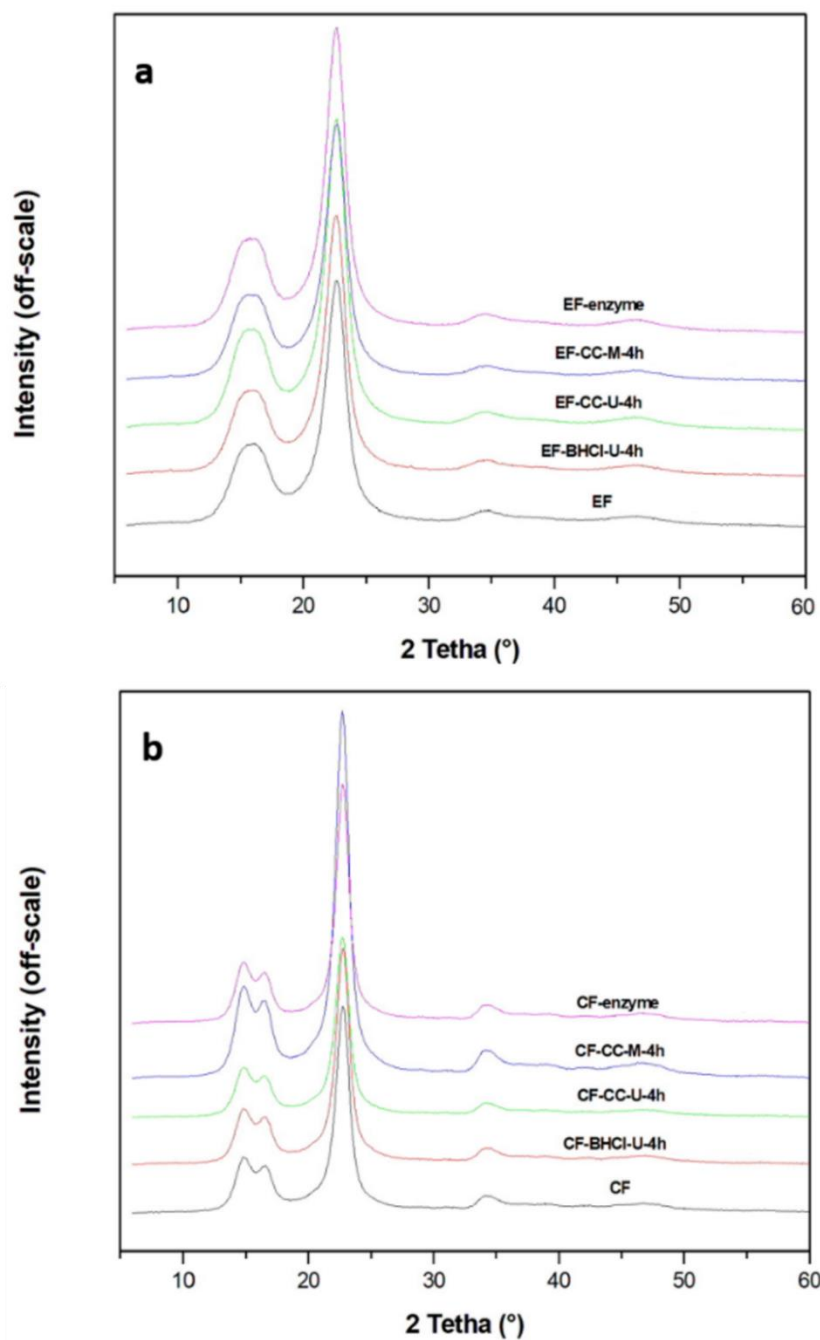 a
Intensity (off-scale)
EF-enzyme
EF-CC-M-4h
EF-CC-U-4h
EF-BHCl-U-4h
EF
10 20 30 40 50 60
2 Tetha (°)
b
Intensity (off-scale)
CF-enzyme
CF-CC-M-4h
CF-CC-U-4h
CF-BHCl-U-4h
CF
10 20 30 40 50 60
2 Tetha (°)